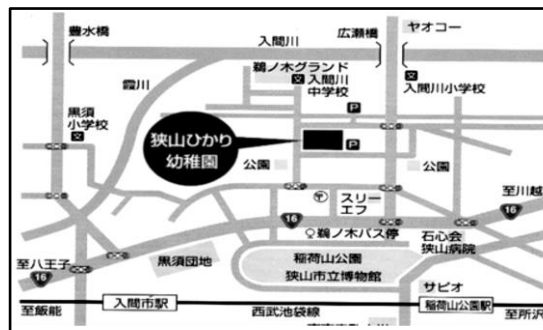 豊水橋
入間川
広瀬橋
ヤオコー
鵜ノ木グランド
入間川
中学校
入間川小学校
霞川
黒須
小学校
狭山ひかり
幼稚園
P
P
公園
公園
スリー
エフ
至川越
16
16
鵜ノ木バス停
石心会
狭山病院
至八王子
16
黒須団地
稲荷山公園
狭山市立博物館
サビオ
至飯能
入間市駅
西武池袋線
稲荷山公園駅
至所沢